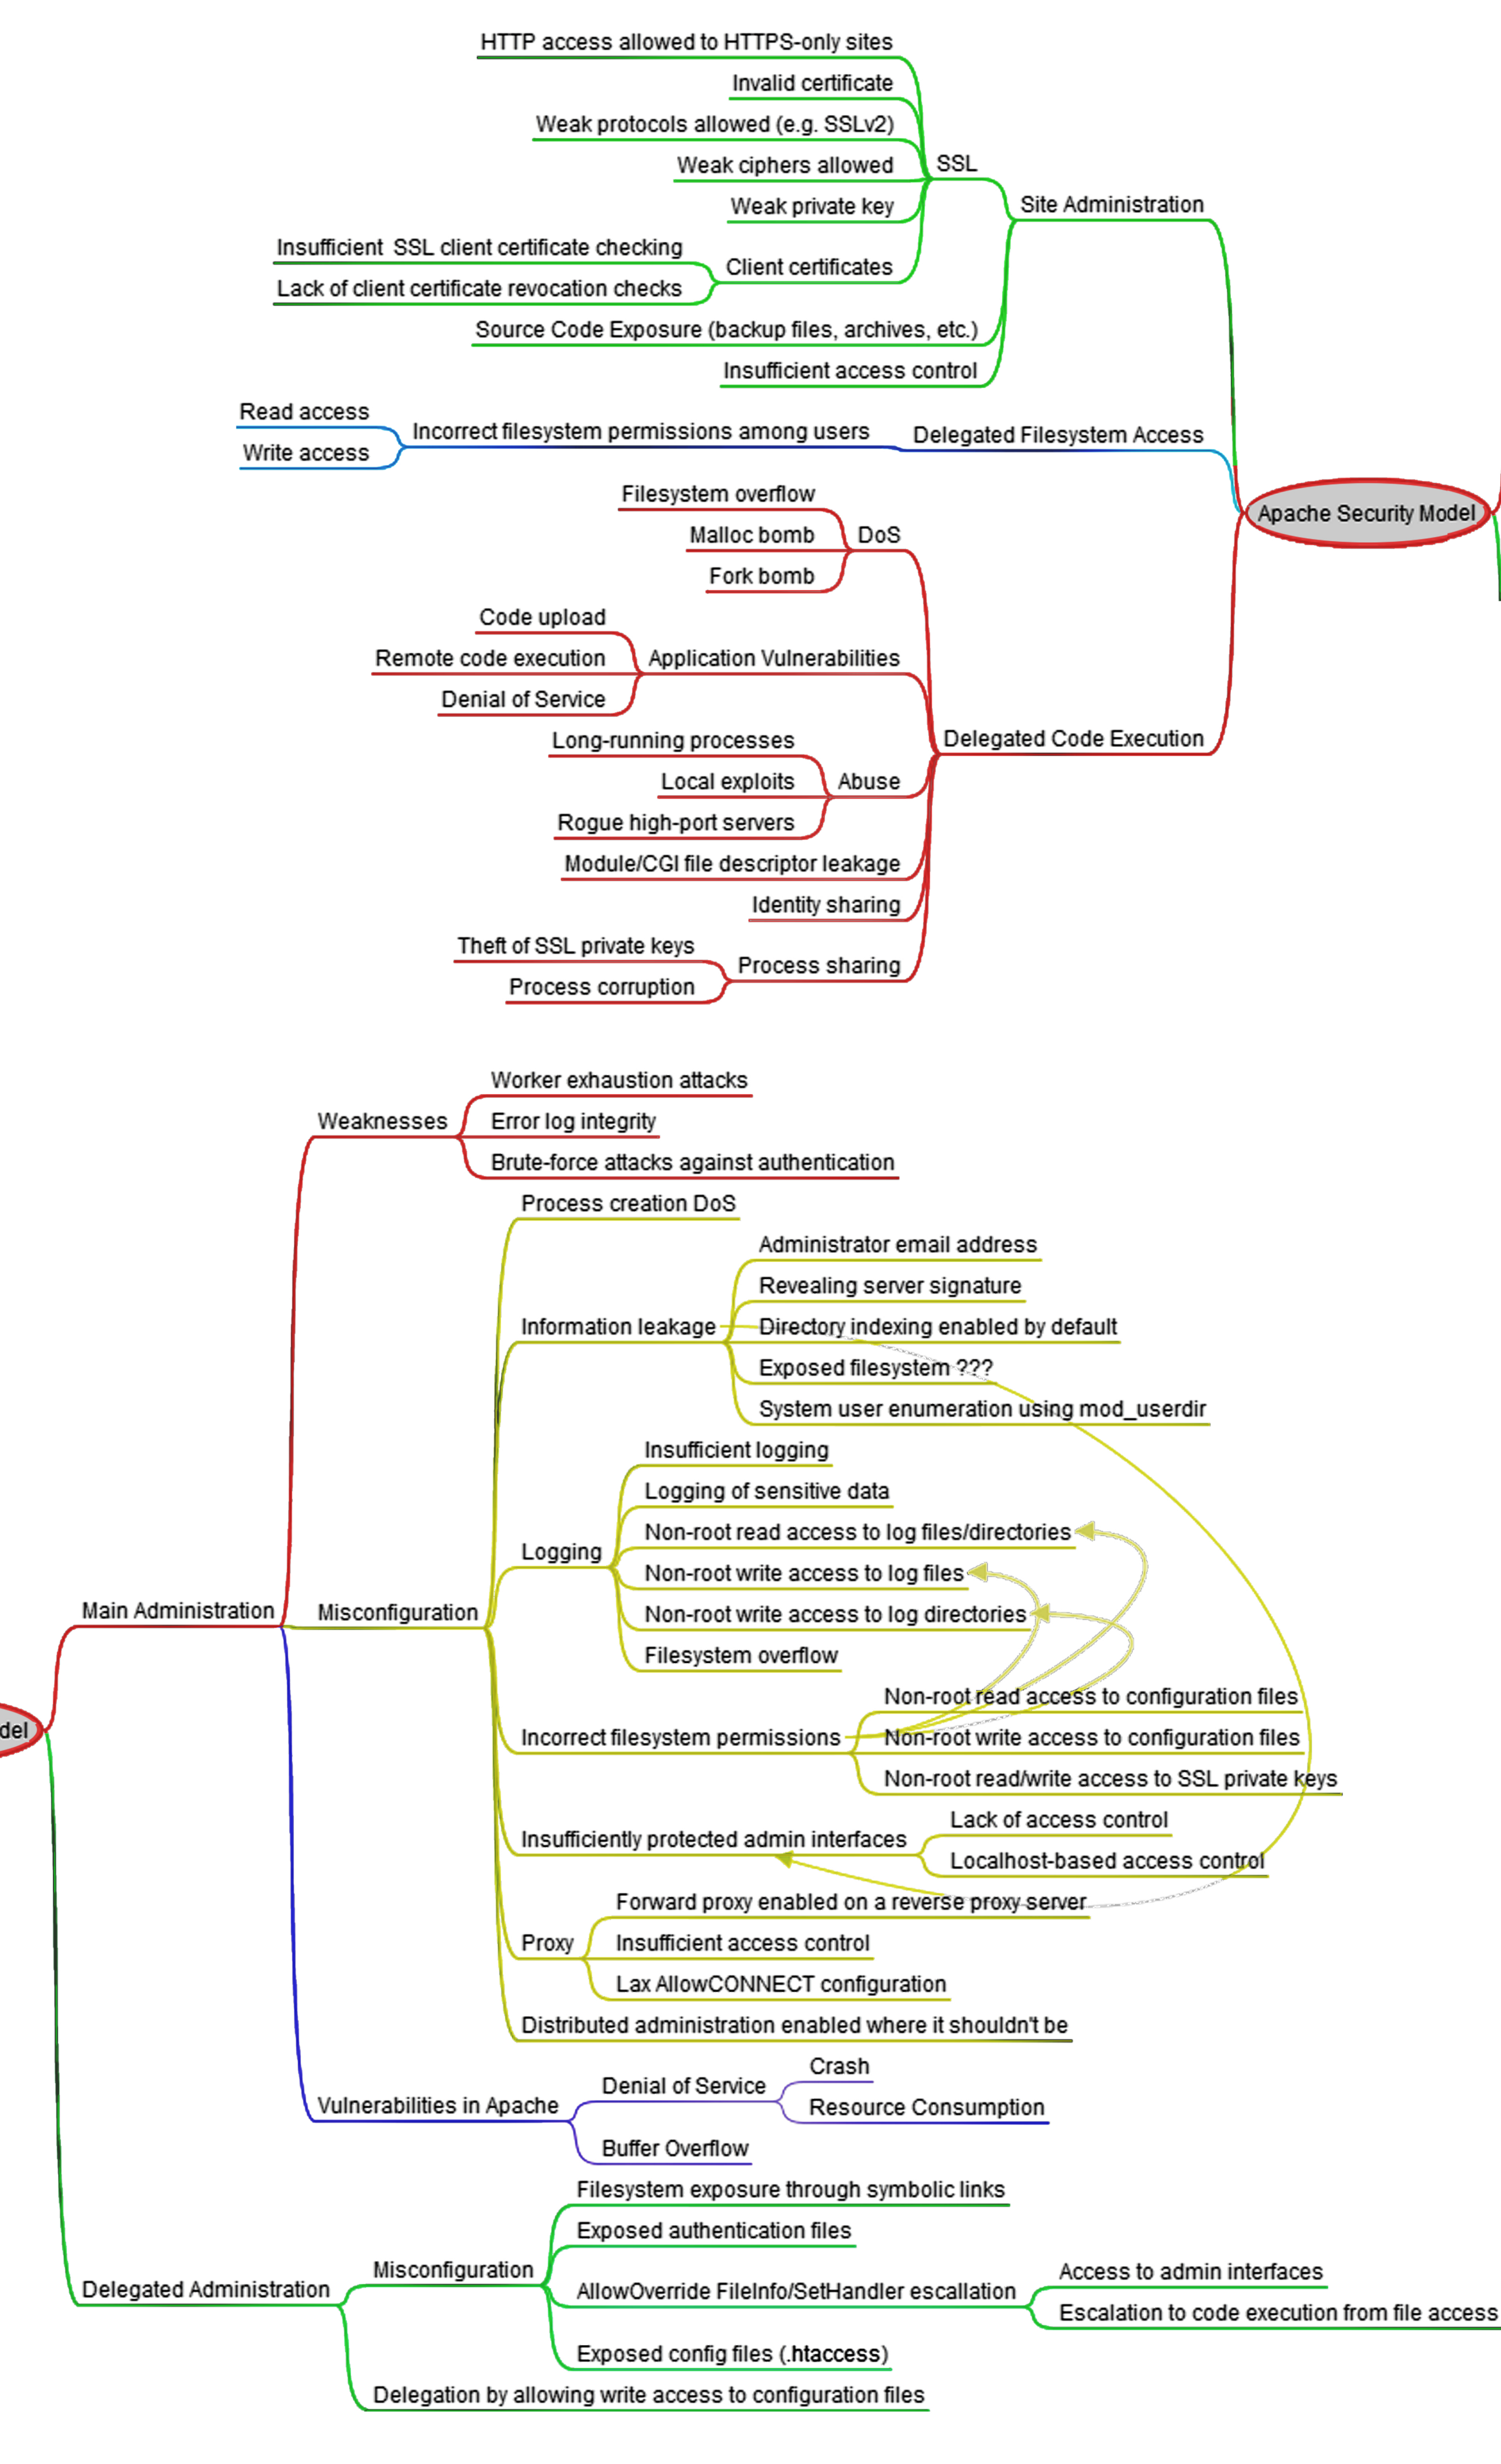 HTTP access allowed to HTTPS-only sites
Invalid certificate
Weak protocols allowed (e.g. SSLv2)
Weak ciphers allowed
SSL
Weak private key
Site Administration
Insufficient  SSL client certificate checking
Client certificates
Lack of client certificate revocation checks
Source Code Exposure (backup files, archives, etc.)
Insufficient access control
Read access
Incorrect filesystem permissions among users
Delegated Filesystem Access
Write access
Filesystem overflow
Apache Security Model
Malloc bomb
DoS
Fork bomb
Code upload
Remote code execution
Application Vulnerabilities
Denial of Service
Long-running processes
Delegated Code Execution
Local exploits
Abuse
Rogue high-port servers
Module/CGI file descriptor leakage
Identity sharing
Theft of SSL private keys
Process sharing
Process corruption
Worker exhaustion attacks
Weaknesses
Error log integrity
Brute-force attacks against authentication
Process creation DoS
Administrator email address
Revealing server signature
Information leakage
Directory indexing enabled by default
Exposed filesystem ???
System user enumeration using mod_userdir
Insufficient logging
Logging of sensitive data
Non-root read access to log files/directories
Logging
Non-root write access to log files
Main Administration
Misconfiguration
Non-root write access to log directories
Filesystem overflow
Non-root read access to configuration files
del
Incorrect filesystem permissions
Non-root write access to configuration files
Non-root read/write access to SSL private keys
Lack of access control
Insufficiently protected admin interfaces
Localhost-based access control
Forward proxy enabled on a reverse proxy server
Proxy
Insufficient access control
Lax AllowCONNECT configuration
Distributed administration enabled where it shouldn't be
Crash
Denial of Service
Vulnerabilities in Apache
Resource Consumption
Buffer Overflow
Filesystem exposure through symbolic links
Exposed authentication files
Misconfiguration
Access to admin interfaces
Delegated Administration
AllowOverride FileInfo/SetHandler escallation
Escalation to code execution from file access
Exposed config files (.htaccess)
Delegation by allowing write access to configuration files